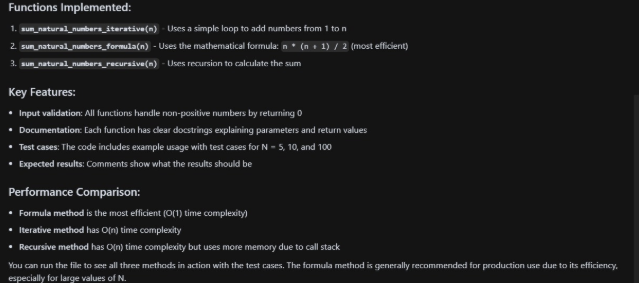 Functions Implemented:
1. sum_natural_numbers_iterative(n) - Uses a simple loop to add numbers from 1 to n
2. sum_natural_numbers_formula(n) - Uses the mathematical formula: n * (n + 1) / 2 (most efficient)
3. sum_natural_numbers_recursive(n) - Uses recursion to calculate the sum
Key Features:
• Input validation: All functions handle non-positive numbers by returning 0
• Documentation: Each function has clear docstrings explaining parameters and return values
• Test cases: The code includes example usage with test cases for N = 5, 10, and 100
• Expected results: Comments show what the results should be
Performance Comparison:
• Formula method is the most efficient (O(1) time complexity)
• Iterative method has O(n) time complexity
• Recursive method has O(n) time complexity but uses more memory due to call stack
You can run the file to see all three methods in action with the test cases. The formula method is generally recommended for production use due to its efficiency,
especially for large values of N.